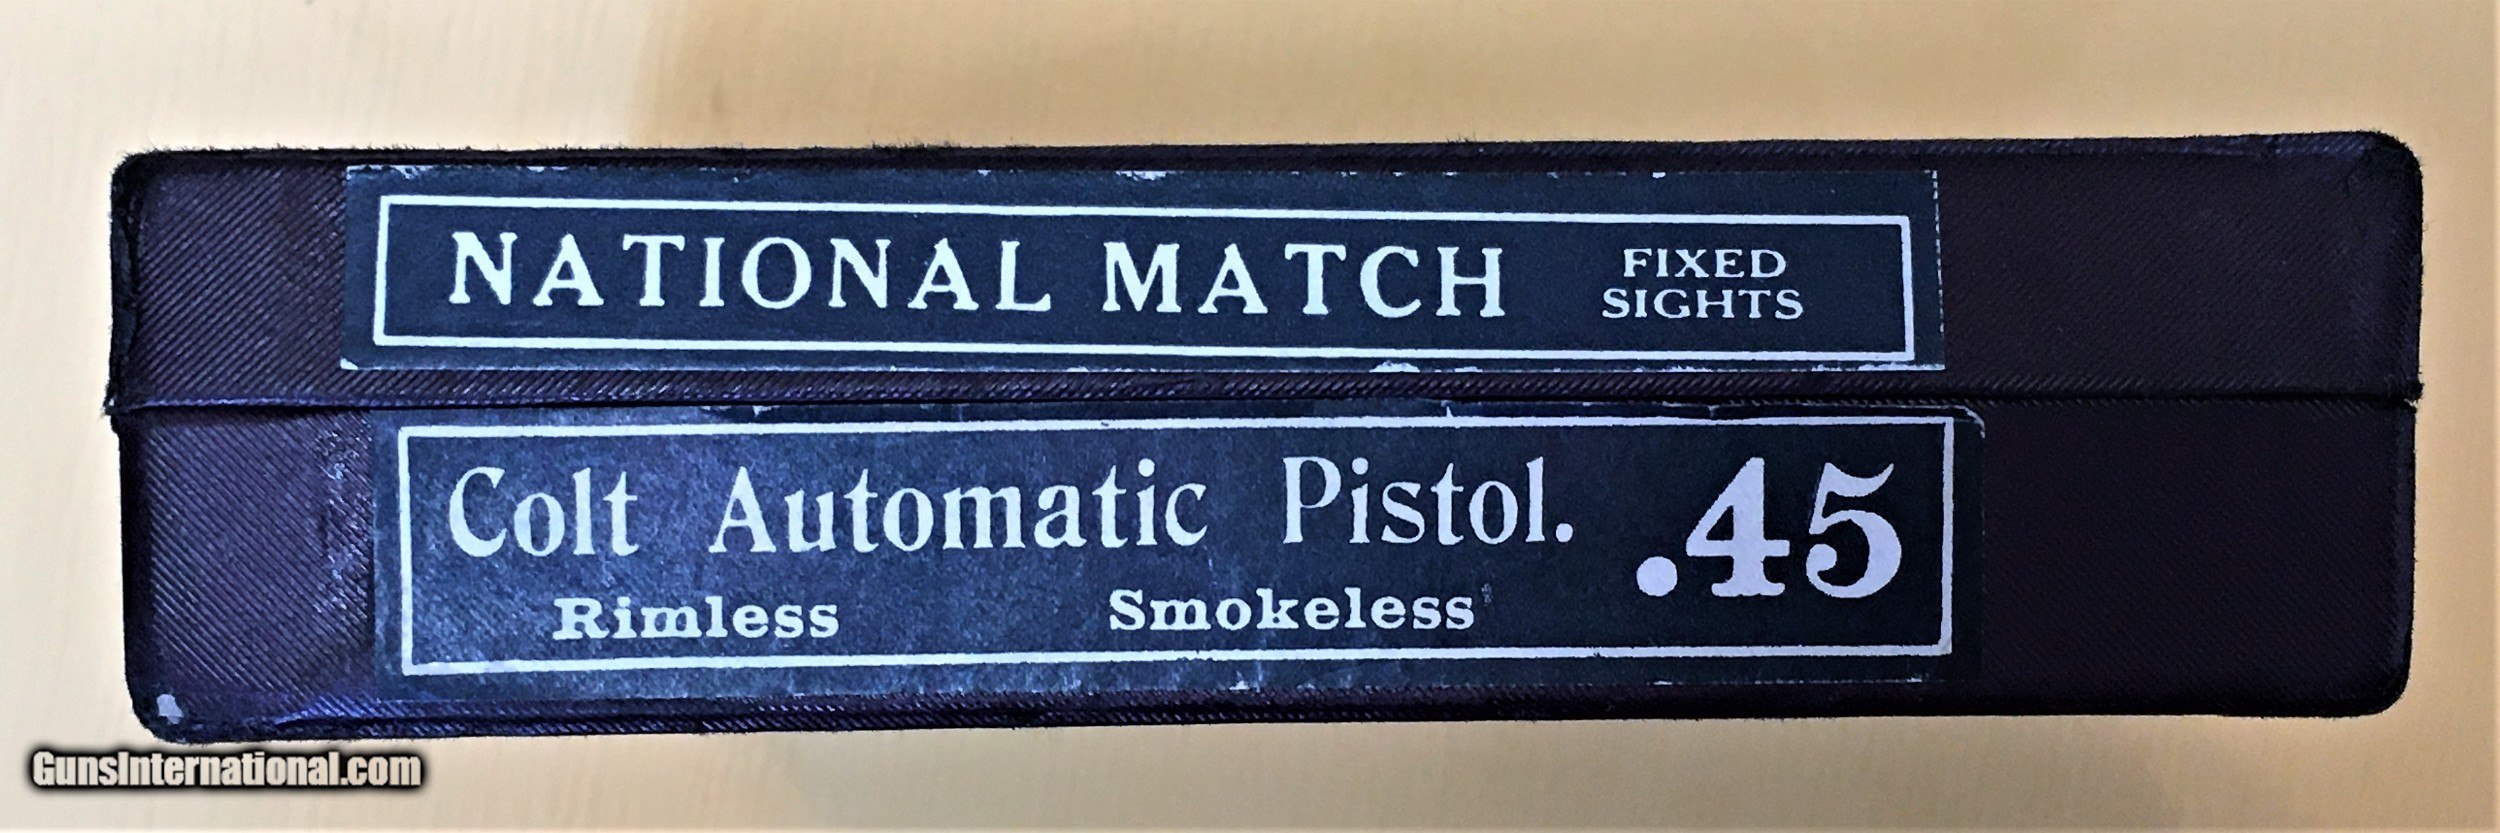 NATIONAL MATCH
FIXED
SIGHTS
Colt Automatic Pistol.
.45
Rimless Smokeless
GunsInternational.com